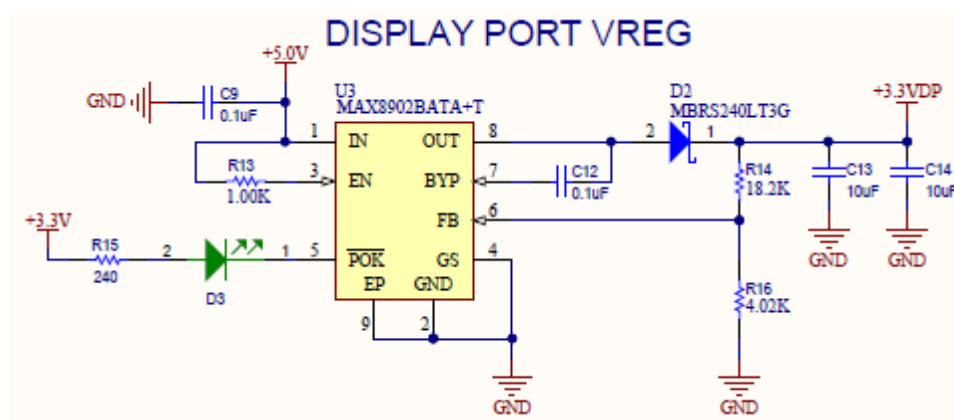 DISPLAY PORT VREG
+5.0V
+3.3VDP
GND
C9
0.1uF
U3
MAX8902BATA+T
D2
MBRS240LT3G
1
IN
OUT
8
2
1
R13
1.00K
3
EN
BYP
7
C12
0.1uF
R14
18.2K
C13
10uF
C14
10uF
+3.3V
FB
6
R15
240
2
D3
1
5
POK
GS
4
GND
GND
EP
GND
R16
4.02K
9
2
GND
GND